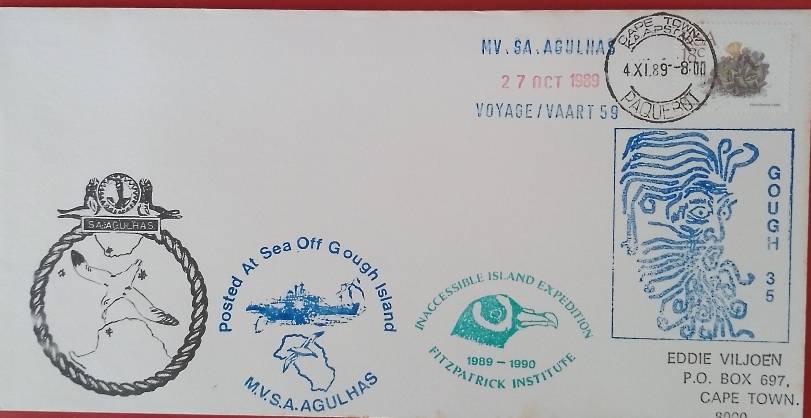 MV. SA. AGULHAS
27 OCT 1989
VOYAGE/VAART 59
CAPE TOWN
KAAPSTAD
4 XI.89--8·00
PAQUEBOT
SA.AGULHAS
Posted At Sea Off Gough Island
M.V.S.A.AGULHAS
INACCESSIBLE ISLAND EXPEDITION
1989 – 1990
FITZPATRICK INSTITUTE
GOUGH 35
EDDIE VILJOEN
P.O. BOX 697,
CAPE TOWN.
8000